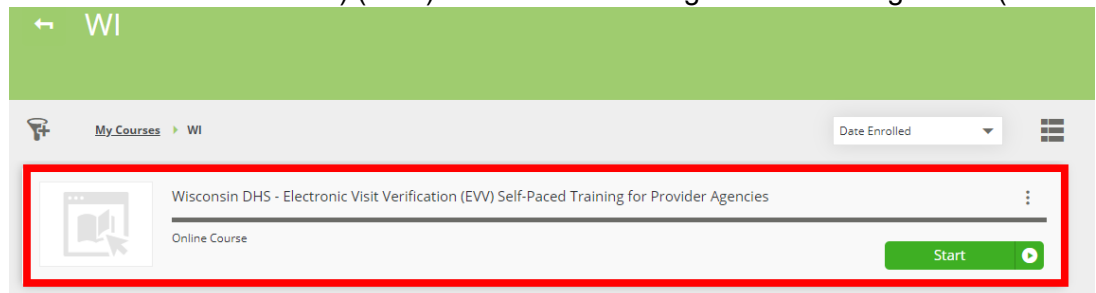 WI
My Courses WI
Date Enrolled
Wisconsin DHS - Electronic Visit Verification (EVV) Self-Paced Training for Provider Agencies
Online Course
Start